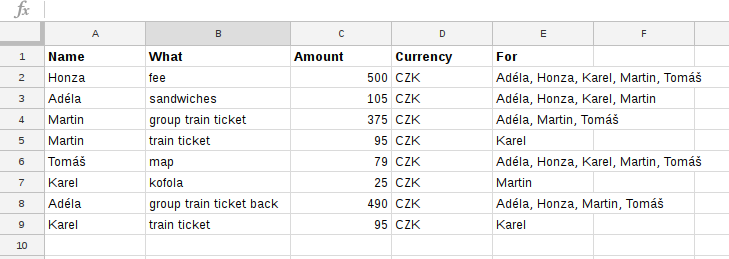 fx
A B C D E F
1 Name What Amount Currency For
2 Honza fee 500 CZK Adéla, Honza, Karel, Martin, Tomáš
3 Adéla sandwiches 105 CZK Adéla, Honza, Karel, Martin
4 Martin group train ticket 375 CZK Adéla, Martin, Tomáš
5 Martin train ticket 95 CZK Karel
6 Tomáš map 79 CZK Adéla, Honza, Karel, Martin, Tomáš
7 Karel kofola 25 CZK Martin
8 Adéla group train ticket back 490 CZK Adéla, Honza, Martin, Tomáš
9 Karel train ticket 95 CZK Karel
10